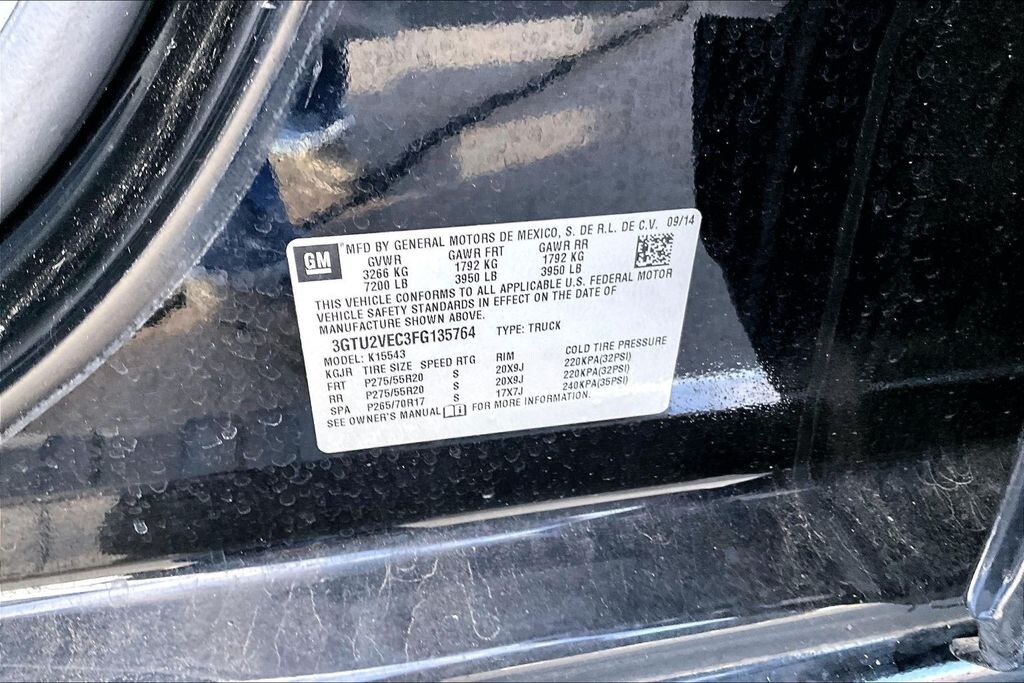 GM ® MFD BY GENERAL MOTORS DE MEXICO, S. DE R.L. DE C.V. 09/14
GVWR GAWR FRT GAWR RR
3266 KG 1792 KG 1792 KG
7200 LB 3950 LB 3950 LB
THIS VEHICLE CONFORMS TO ALL APPLICABLE U.S. FEDERAL MOTOR
VEHICLE SAFETY STANDARDS IN EFFECT ON THE DATE OF
MANUFACTURE SHOWN ABOVE.
3GTU2VEC3FG135764 TYPE: TRUCK
MODEL: K15543
KGJR TIRE SIZE SPEED RTG RIM COLD TIRE PRESSURE
FRT P275/55R20 S 20X9J 220KPA(32PSI)
RR P275/55R20 S 20X9J 220KPA(32PSI)
SPA P265/70R17 S 17X7J 240KPA(35PSI)
SEE OWNER'S MANUAL FOR MORE INFORMATION.